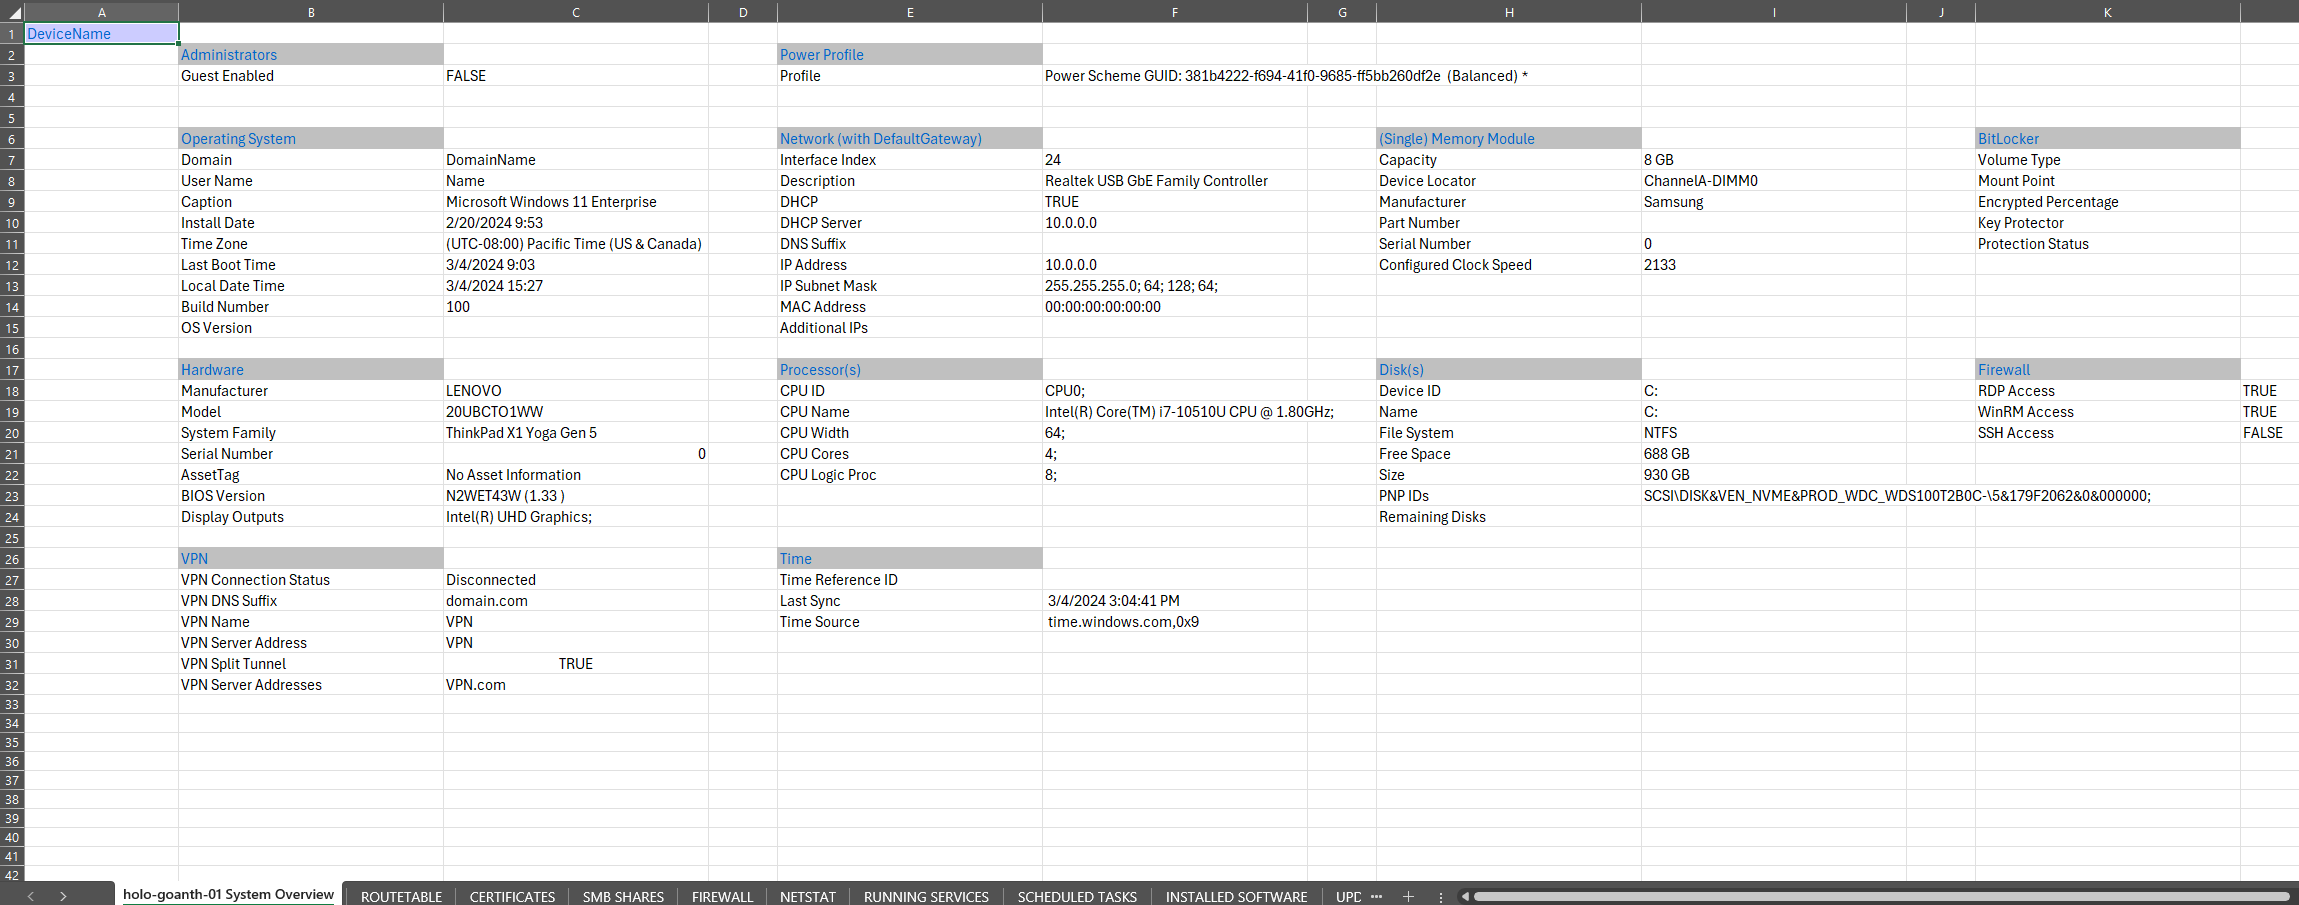 A B C D E F G H I J K
1 DeviceName
2 Administrators Power Profile
3 Guest Enabled FALSE Profile Power Scheme GUID: 381b4222-f694-41f0-9685-ff5bb260df2e (Balanced) *
4
5
6 Operating System Network (with DefaultGateway) (Single) Memory Module BitLocker
7 Domain DomainName Interface Index 24 Capacity 8 GB Volume Type
8 User Name Name Description Realtek USB GbE Family Controller Device Locator ChannelA-DIMM0 Mount Point
9 Caption Microsoft Windows 11 Enterprise DHCP TRUE Manufacturer Samsung Encrypted Percentage
10 Install Date 2/20/2024 9:53 DHCP Server 10.0.0.0 Part Number Key Protector
11 Time Zone (UTC-08:00) Pacific Time (US & Canada) DNS Suffix Serial Number 0 Protection Status
12 Last Boot Time 3/4/2024 9:03 IP Address 10.0.0.0 Configured Clock Speed 2133
13 Local Date Time 3/4/2024 15:27 IP Subnet Mask 255.255.255.0; 64; 128; 64;
14 Build Number 100 MAC Address 00:00:00:00:00:00
15 OS Version Additional IPs
16
17 Hardware Processor(s) Disk(s) Firewall
18 Manufacturer LENOVO CPU ID CPU0; Device ID C: RDP Access TRUE
19 Model 20UBCTO1WW CPU Name Intel(R) Core(TM) i7-10510U CPU @ 1.80GHz; Name C: WinRM Access TRUE
20 System Family ThinkPad X1 Yoga Gen 5 CPU Width 64; File System NTFS SSH Access FALSE
21 Serial Number 0 CPU Cores 4; Free Space 688 GB
22 AssetTag No Asset Information CPU Logic Proc 8; Size 930 GB
23 BIOS Version N2WET43W (1.33 ) PNP IDs SCSI\DISK&VEN_NVME&PROD_WDC_WDS100T2B0C-\5&179F2062&0&000000;
24 Display Outputs Intel(R) UHD Graphics; Remaining Disks
25
26 VPN Time
27 VPN Connection Status Disconnected Time Reference ID
28 VPN DNS Suffix domain.com Last Sync 3/4/2024 3:04:41 PM
29 VPN Name VPN Time Source time.windows.com,0x9
30 VPN Server Address VPN
31 VPN Split Tunnel TRUE
32 VPN Server Addresses VPN.com
33
34
35
36
37
38
39
40
41
42
holo-goanth-01 System Overview ROUTETABLE CERTIFICATES SMB SHARES FIREWALL NETSTAT RUNNING SERVICES SCHEDULED TASKS INSTALLED SOFTWARE UPD ...